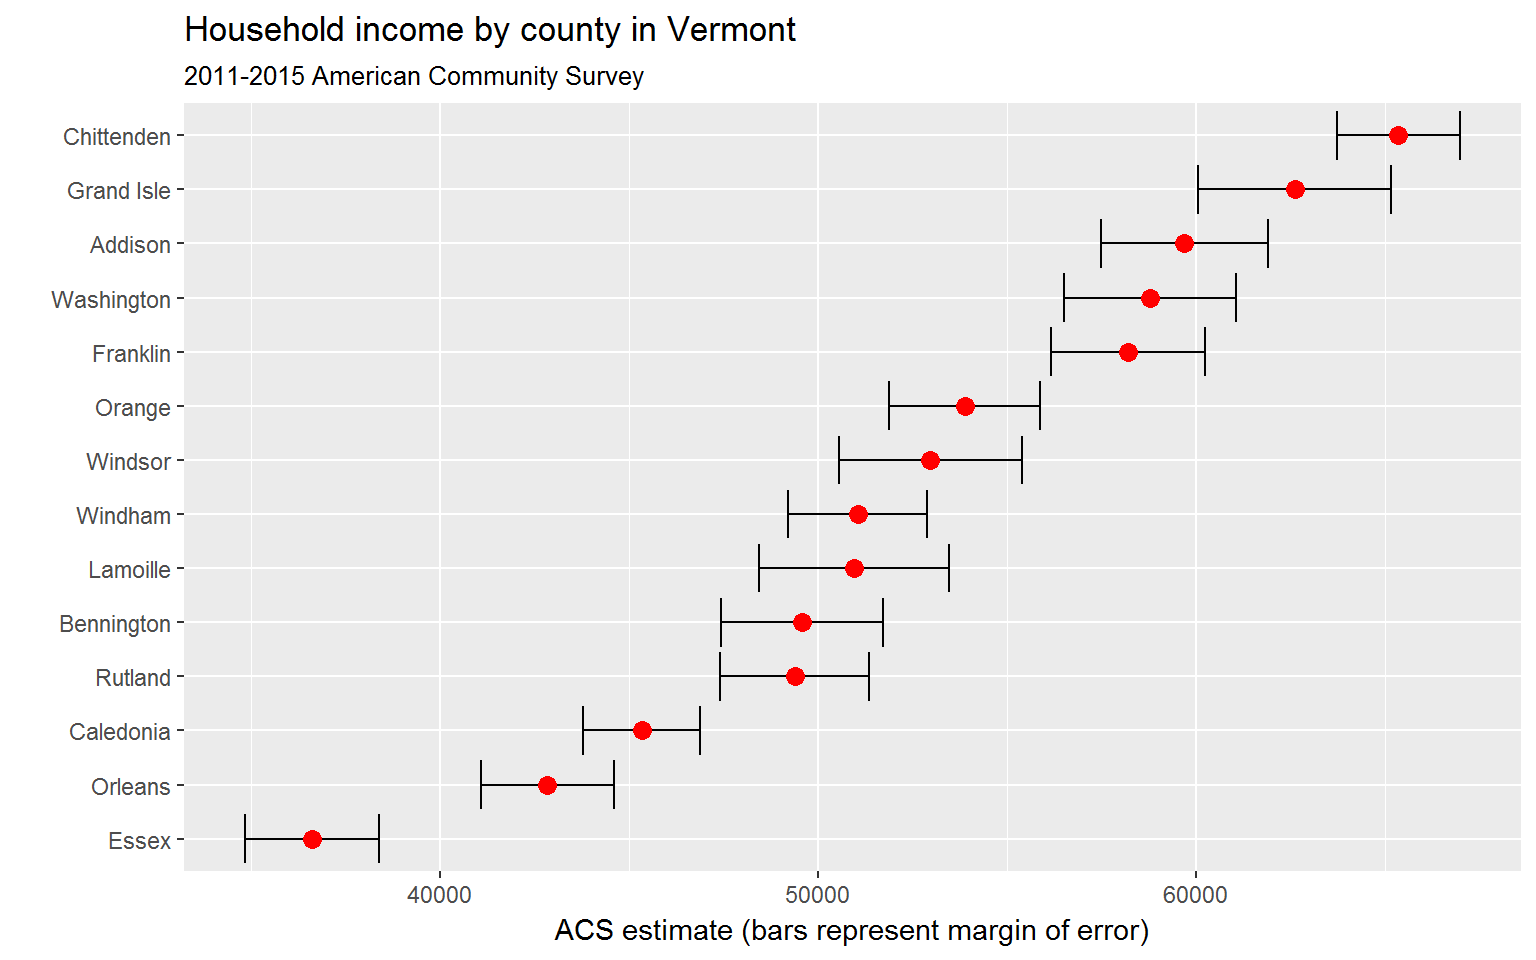 Household income by county in Vermont
2011-2015 American Community Survey
Chittenden
Grand Isle
Addison
Washington
Franklin
Orange
Windsor
Windham
Lamoille
Bennington
Rutland
Caledonia
Orleans
Essex
40000 50000 60000
ACS estimate (bars represent margin of error)